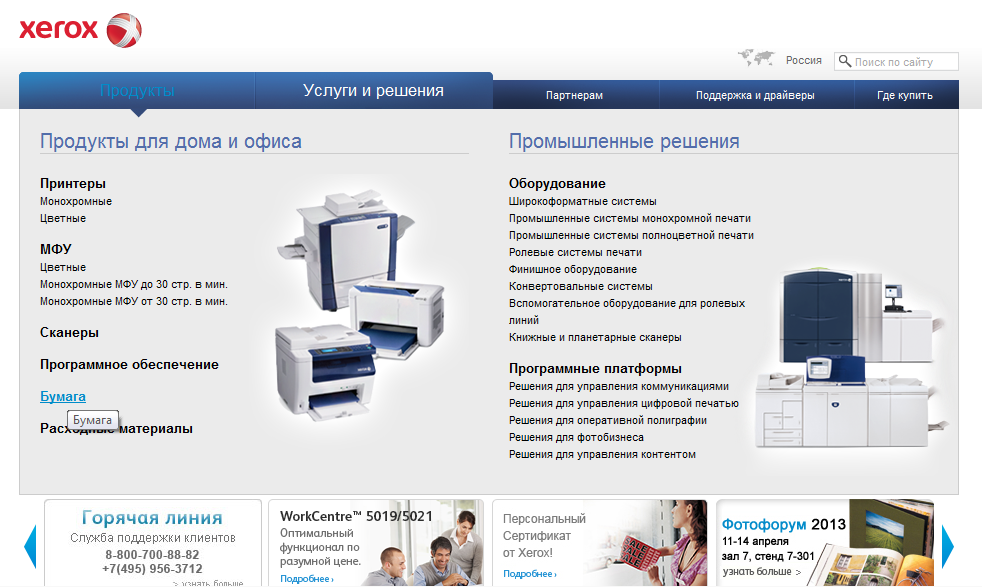 xerox
Россия
Поиск по сайту
Продукты
Услуги и решения
Партнерам
Поддержка и драйверы
Где купить
Продукты для дома и офиса
Принтеры
Монохромные
Цветные
МФУ
Цветные
Монохромные МФУ до 30 стр. в мин.
Монохромные МФУ от 30 стр. в мин.
Сканеры
Программное обеспечение
Бумага
Бумага
Расходные материалы
Промышленные решения
Оборудование
Широкоформатные системы
Промышленные системы монохромной печати
Промышленные системы полноцветной печати
Ролевые системы печати
Финишное оборудование
Конвертовальные системы
Вспомогательное оборудование для ролевых
линий
Книжные и планетарные сканеры
Программные платформы
Решения для управления коммуникациями
Решения для управления цифровой печатью
Решения для оперативной полиграфии
Решения для фотобизнеса
Решения для управления контентом
Горячая линия
Служба поддержки клиентов
8-800-700-88-82
+7(495) 956-3712
> узнать больше
WorkCentre™ 5019/5021
Оптимальный
функционал по
разумной цене.
Подробнее ›
Персональный
Сертификат
от Xerox!
Подробнее ›
SALE SALE SALE
Фотофорум 2013
11-14 апреля
зал 7, стенд 7-301
узнать больше >